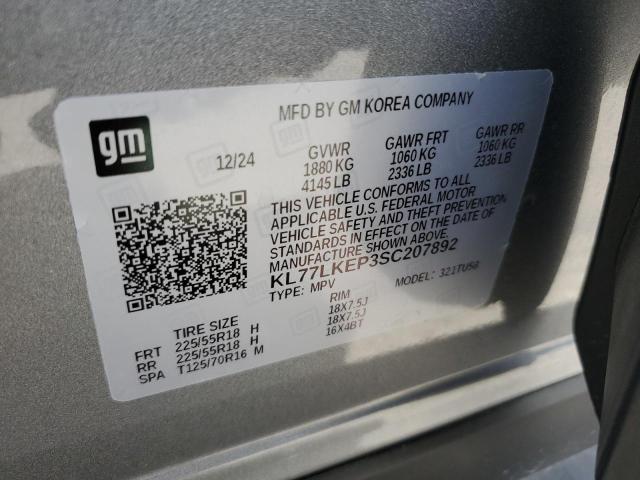 MFD BY GM KOREA COMPANY
gm
12/24
GVWR
1880 KG
4145 LB
GAWR FRT
1060 KG
2336 LB
GAWR RR
1060 KG
2336 LB
THIS VEHICLE CONFORMS TO ALL
APPLICABLE U.S. FEDERAL MOTOR
VEHICLE SAFETY AND THEFT PREVENTION
STANDARDS IN EFFECT ON THE DATE OF
MANUFACTURE SHOWN ABOVE.
KL77LKEP3SC207892
TYPE: MPV
MODEL: 321TU58
TIRE SIZE
RIM
FRT 225/55R18 H 18X7.5J
RR 225/55R18 H 18X7.5J
SPA T125/70R16 M 16X4BT